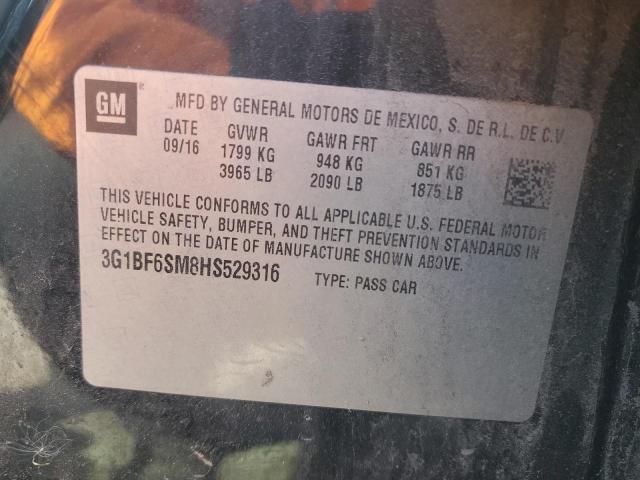 GM
MFD BY GENERAL MOTORS DE MEXICO, S. DE R.L. DE C.V
DATE GVWR GAWR FRT GAWR RR
09/16 1799 KG 948 KG 851 KG
3965 LB 2090 LB 1875 LB
THIS VEHICLE CONFORMS TO ALL APPLICABLE U.S. FEDERAL MOTOR
VEHICLE SAFETY, BUMPER, AND THEFT PREVENTION STANDARDS IN
EFFECT ON THE DATE OF MANUFACTURE SHOWN ABOVE.
3G1BF6SM8HS529316 TYPE: PASS CAR